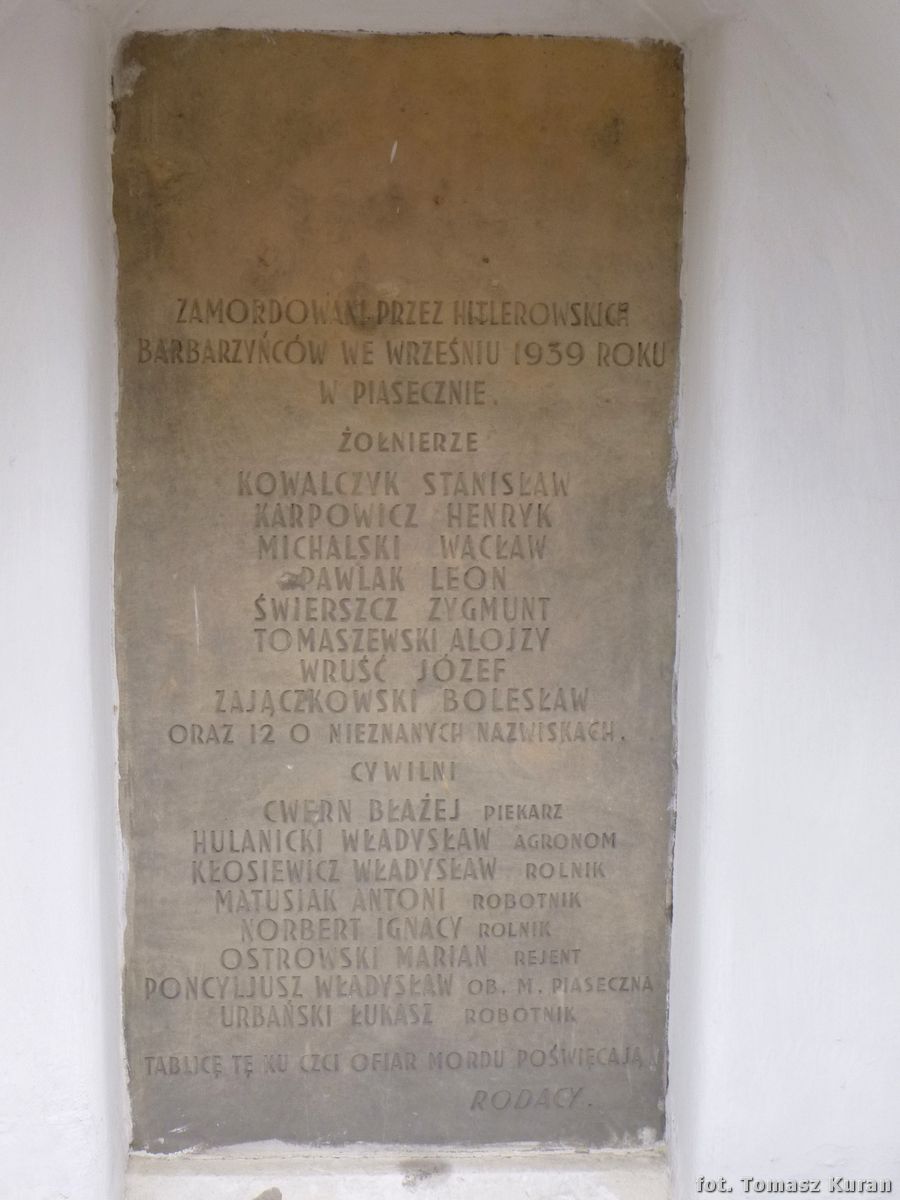 ZAMORDOWANI PRZEZ HITLEROWSKICH
BARBARZYŃCÓW WE WRZEŚNIU 1939 ROKU
W PIASECZNIE.
ŻOŁNIERZE
KOWALCZYK STANISŁAW
KARPOWICZ HENRYK
MICHALSKI WACŁAW
PAWLAK LEON
ŚWIERSZCZ ZYGMUNT
TOMASZEWSKI ALOJZY
WRUŚĆ JÓZEF
ZAJĄCZKOWSKI BOLESŁAW
ORAZ 12 O NIEZNANYCH NAZWISKACH.
CYWILNI
CWERN BŁAŻEJ PIEKARZ
HULANICKI WŁADYSŁAW AGRONOM
KŁOSIEWICZ WŁADYSŁAW ROLNIK
MATUSIAK ANTONI ROBOTNIK
NORBERT IGNACY ROLNIK
OSTROWSKI MARIAN REJENT
PONCYLJUSZ WŁADYSŁAW OB. M. PIASECZNA
URBAŃSKI ŁUKASZ ROBOTNIK
TABLICĘ TĘ KU CZCI OFIAR MORDU POŚWIĘCAJĄ
RODACY.
fot. Tomasz Kuran